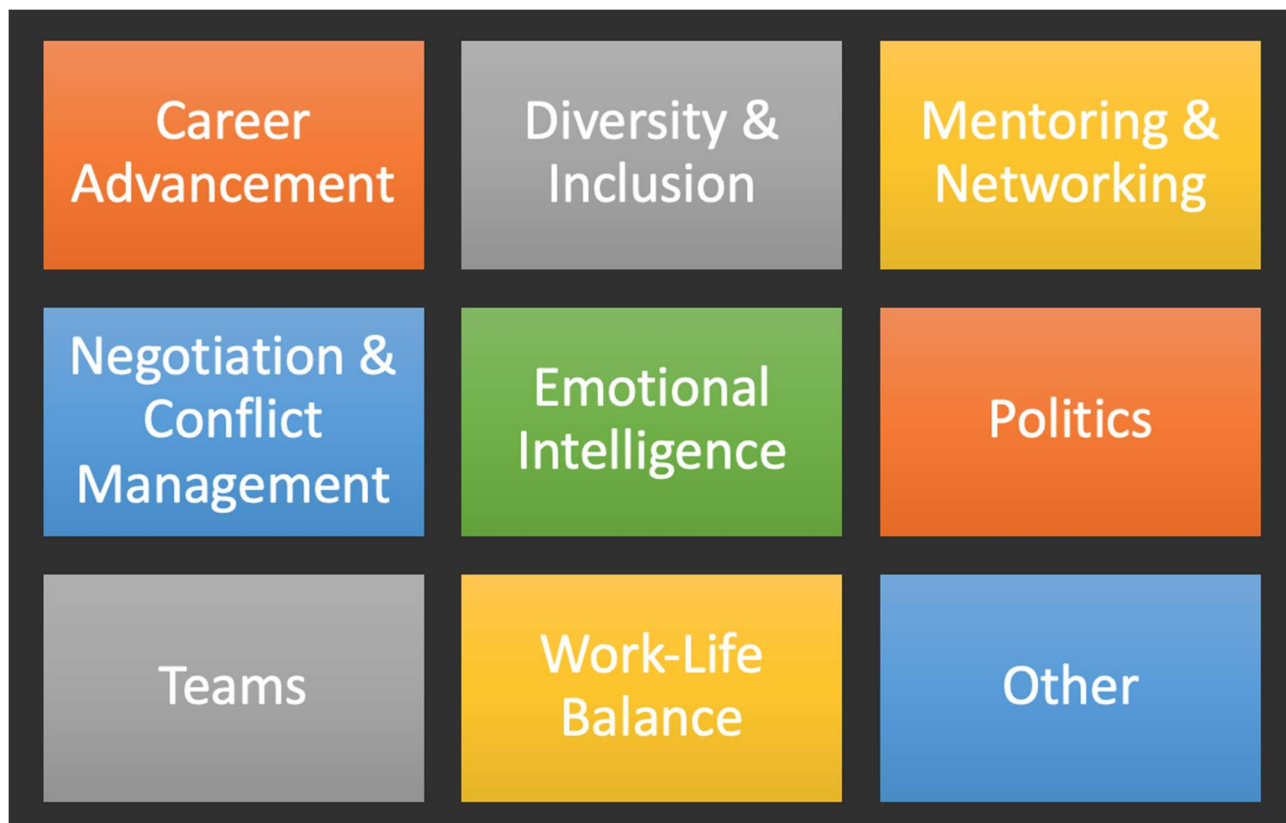 Career
Advancement
Diversity &
Inclusion
Mentoring &
Networking
Negotiation &
Conflict
Management
Emotional
Intelligence
Politics
Teams
Work-Life
Balance
Other